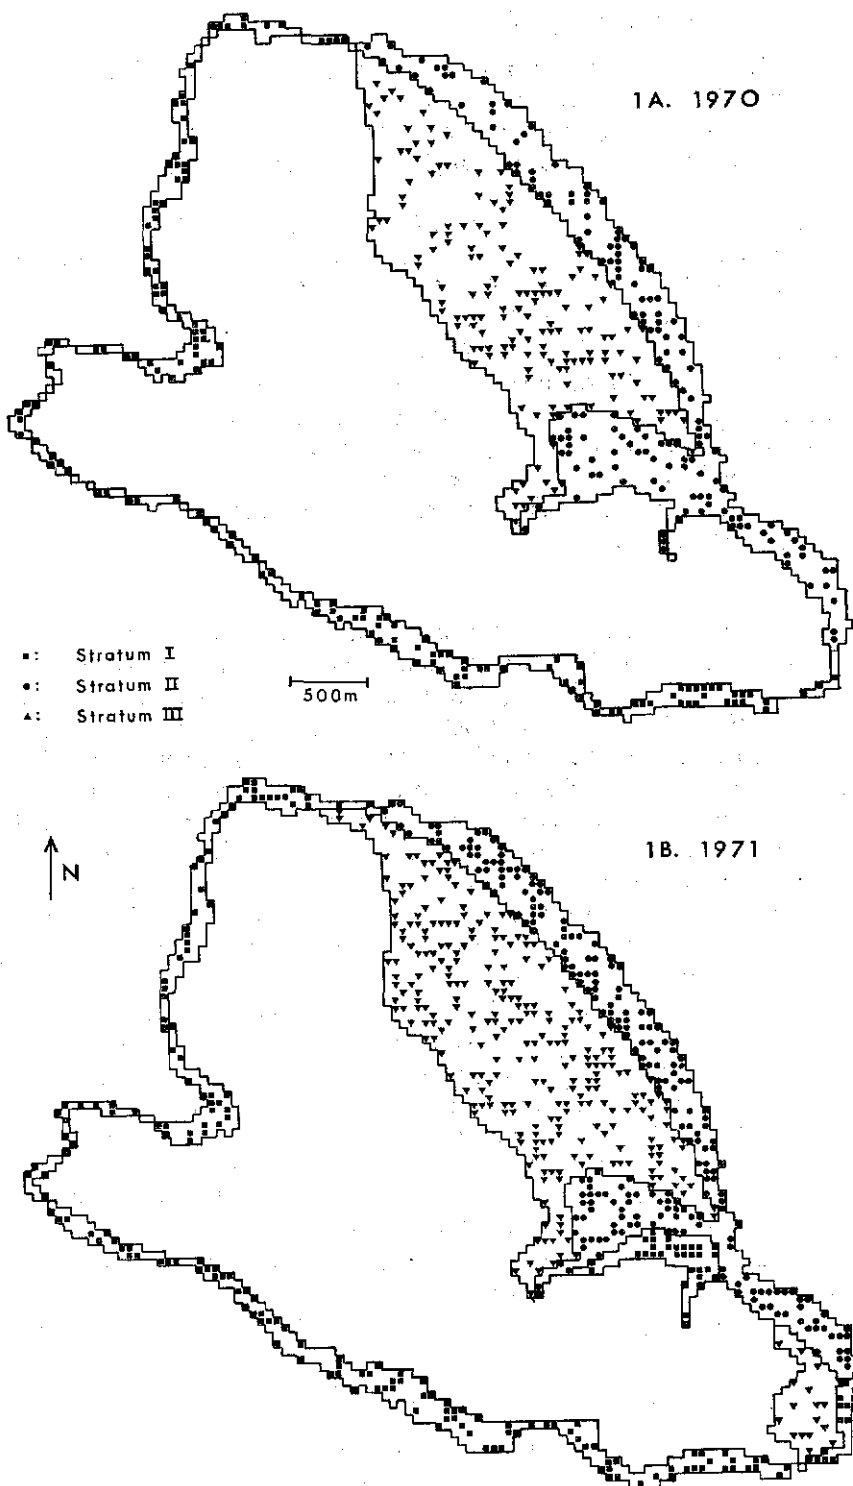 1A. 1970
■ : Stratum I
● : Stratum II
▲ : Stratum III
500m
N
1B. 1971